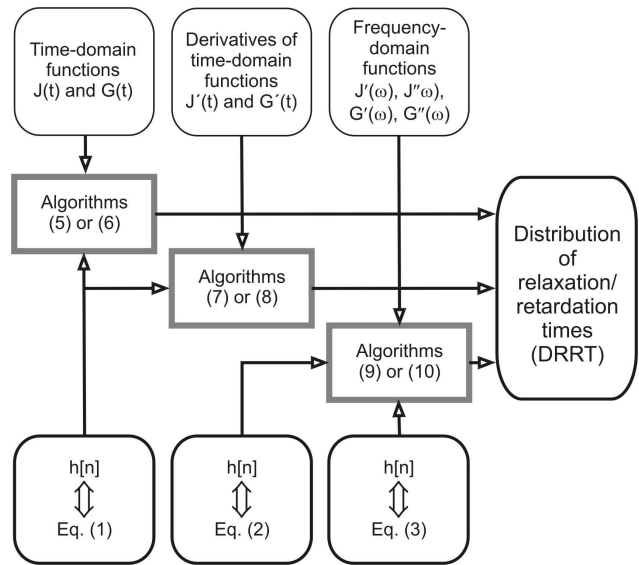 Time-domain
functions
J(t) and G(t)
Derivatives of
time-domain
functions
J´(t) and G´(t)
Frequency-
domain
functions
J′(ω), J″ω),
G′(ω), G″(ω)
Algorithms
(5) or (6)
Algorithms
(7) or (8)
Algorithms
(9) or (10)
Distribution
of
relaxation/
retardation
times
(DRRT)
h[n]
Eq. (1)
h[n]
Eq. (2)
h[n]
Eq. (3)